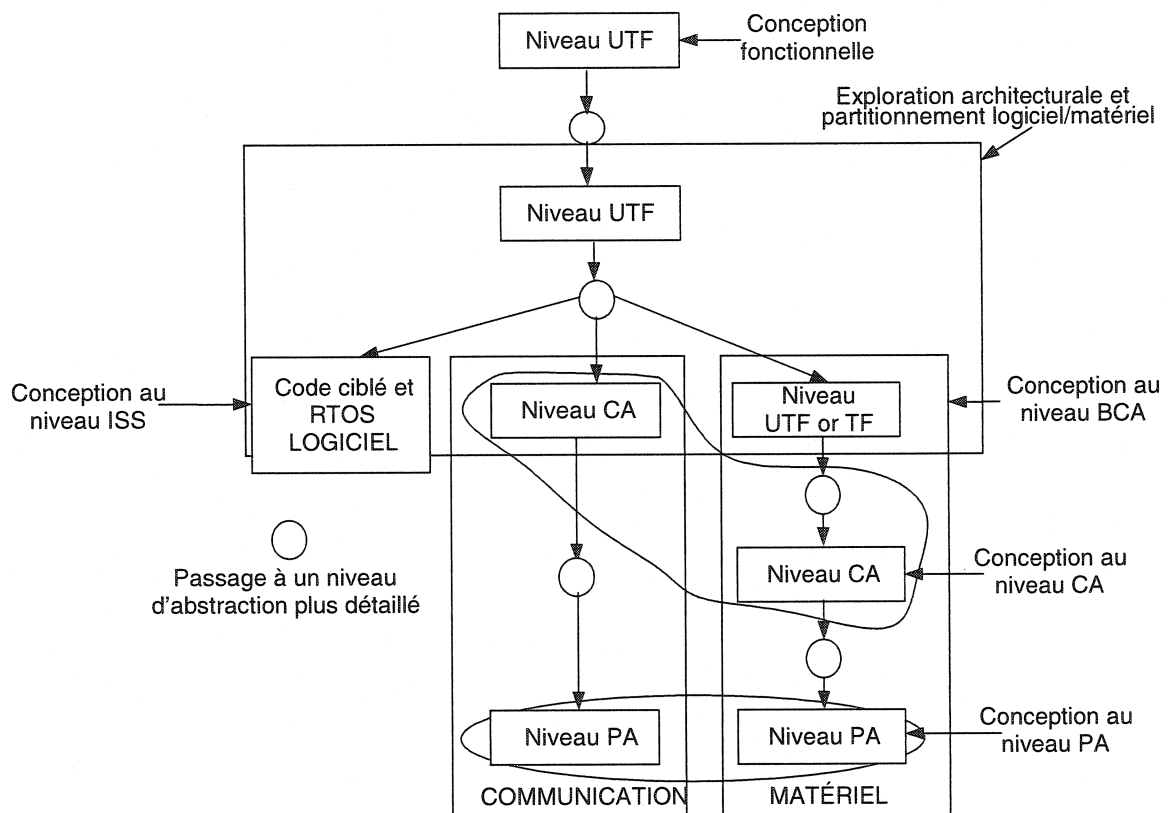 Niveau UTF
Conception
fonctionnelle
Exploration architecturale et
partitionnement logiciel/matériel
Niveau UTF
Conception au
niveau ISS
Code ciblé et
RTOS
LOGICIEL
Niveau CA
Niveau
UTF or TF
Conception au
niveau BCA
Passage à un niveau
d'abstraction plus détaillé
Niveau CA
Conception au
niveau CA
Niveau PA
Niveau PA
Conception au
niveau PA
COMMUNICATION
MATÉRIEL